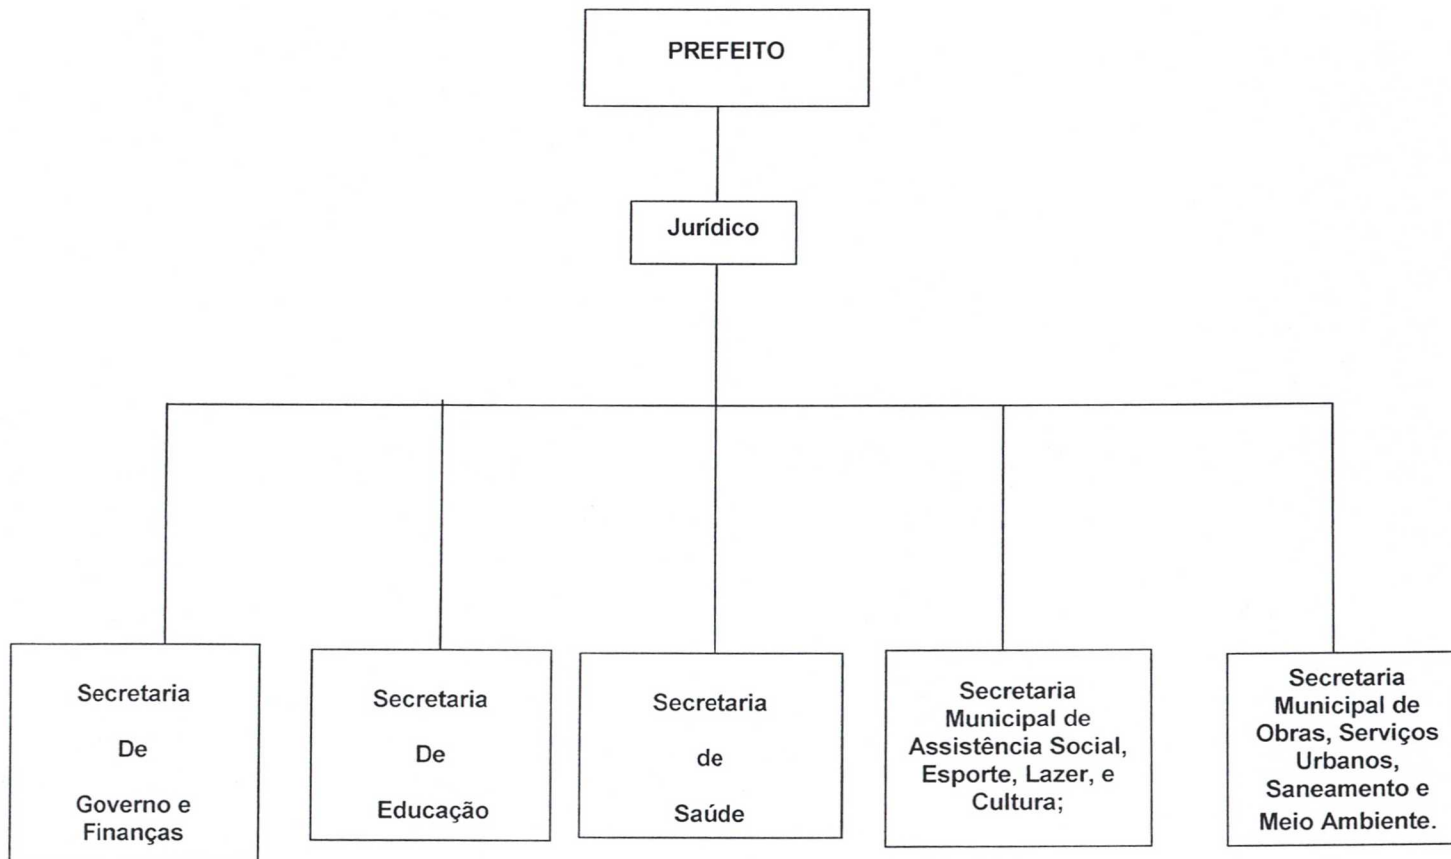 PREFEITO
Jurídico
Secretaria
De
Governo e
Finanças
Secretaria
De
Educação
Secretaria
de
Saúde
Secretaria
Municipal de
Assistência Social,
Esporte, Lazer, e
Cultura;
Secretaria
Municipal de
Obras, Serviços
Urbanos,
Saneamento e
Meio Ambiente.